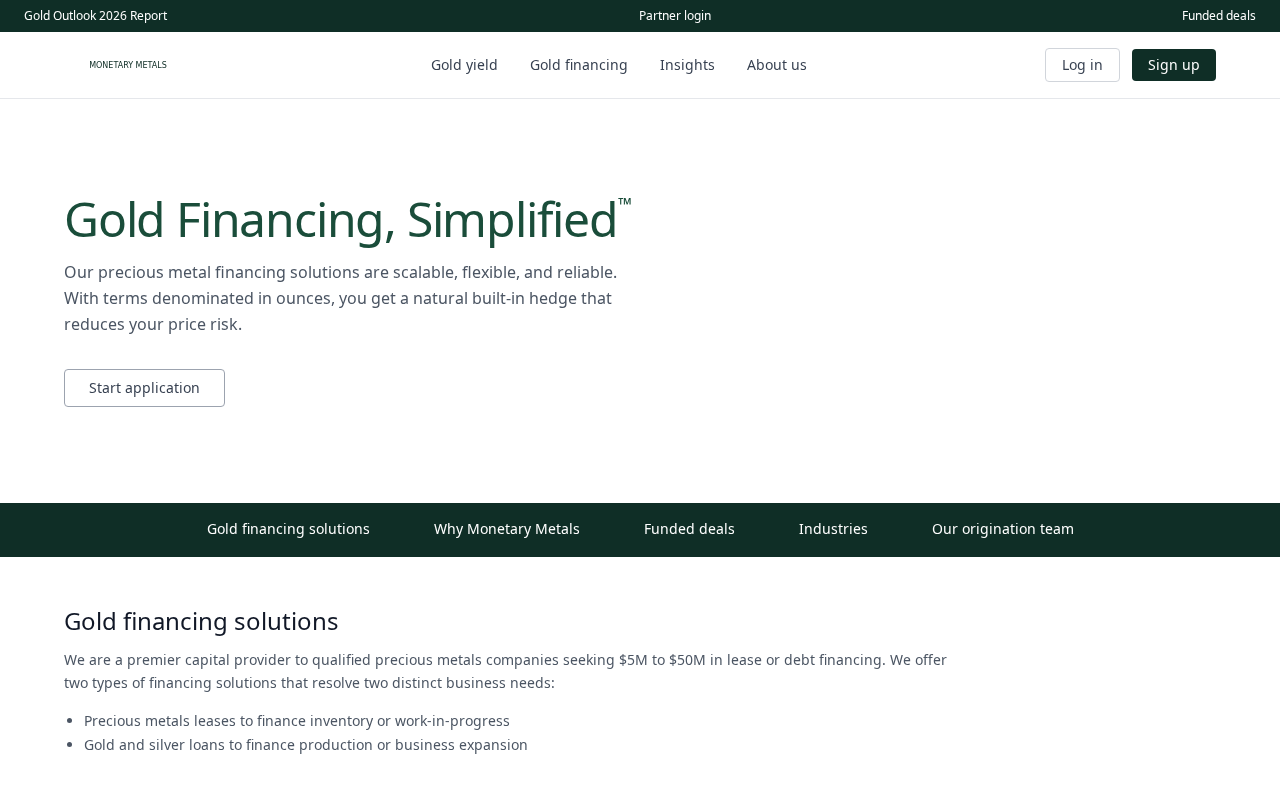 Gold Outlook 2026 Report
Partner login
Funded deals
MONETARY METALS
Gold yield
Gold financing
Insights
About us
Log in
Sign up
Gold Financing, Simplified™
Our precious metal financing solutions are scalable, flexible, and reliable.
With terms denominated in ounces, you get a natural built-in hedge that
reduces your price risk.
Start application
Gold financing solutions
Why Monetary Metals
Funded deals
Industries
Our origination team
Gold financing solutions
We are a premier capital provider to qualified precious metals companies seeking $5M to $50M in lease or debt financing. We offer
two types of financing solutions that resolve two distinct business needs:
• Precious metals leases to finance inventory or work-in-progress
• Gold and silver loans to finance production or business expansion